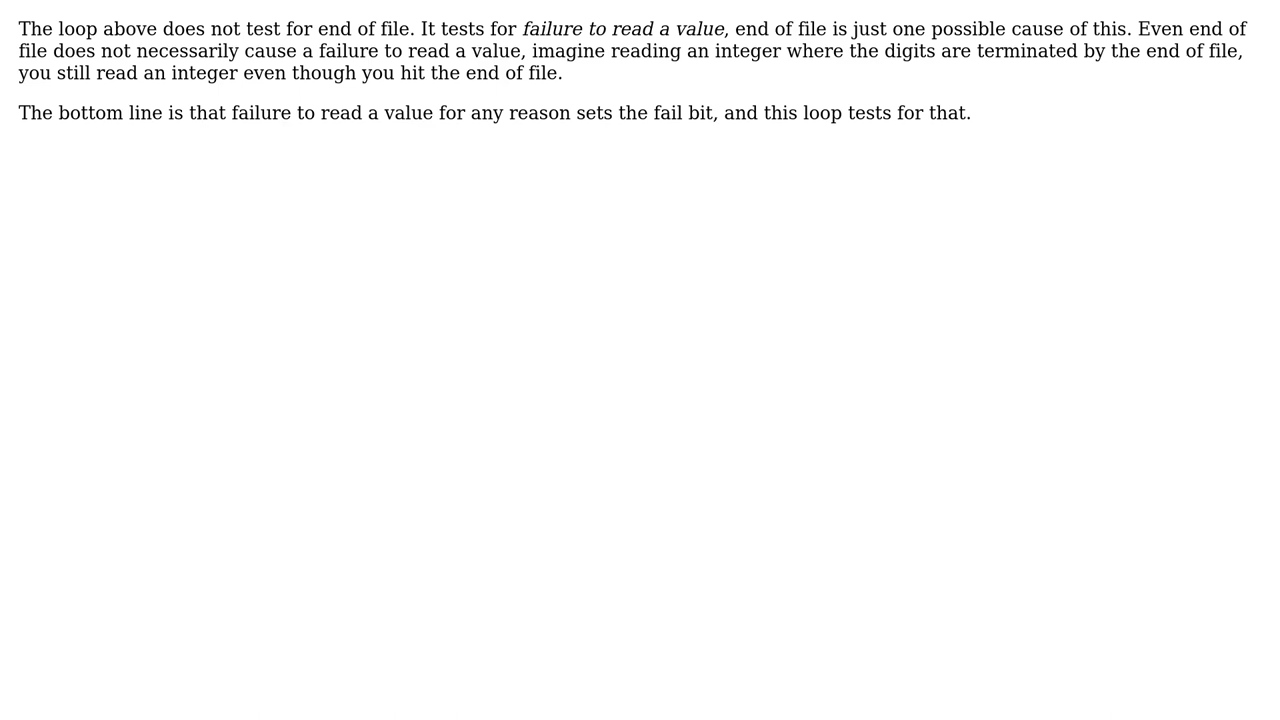 The loop above does not test for end of file. It tests for failure to read a value, end of file is just one possible cause of this. Even end of
file does not necessarily cause a failure to read a value, imagine reading an integer where the digits are terminated by the end of file,
you still read an integer even though you hit the end of file.
The bottom line is that failure to read a value for any reason sets the fail bit, and this loop tests for that.